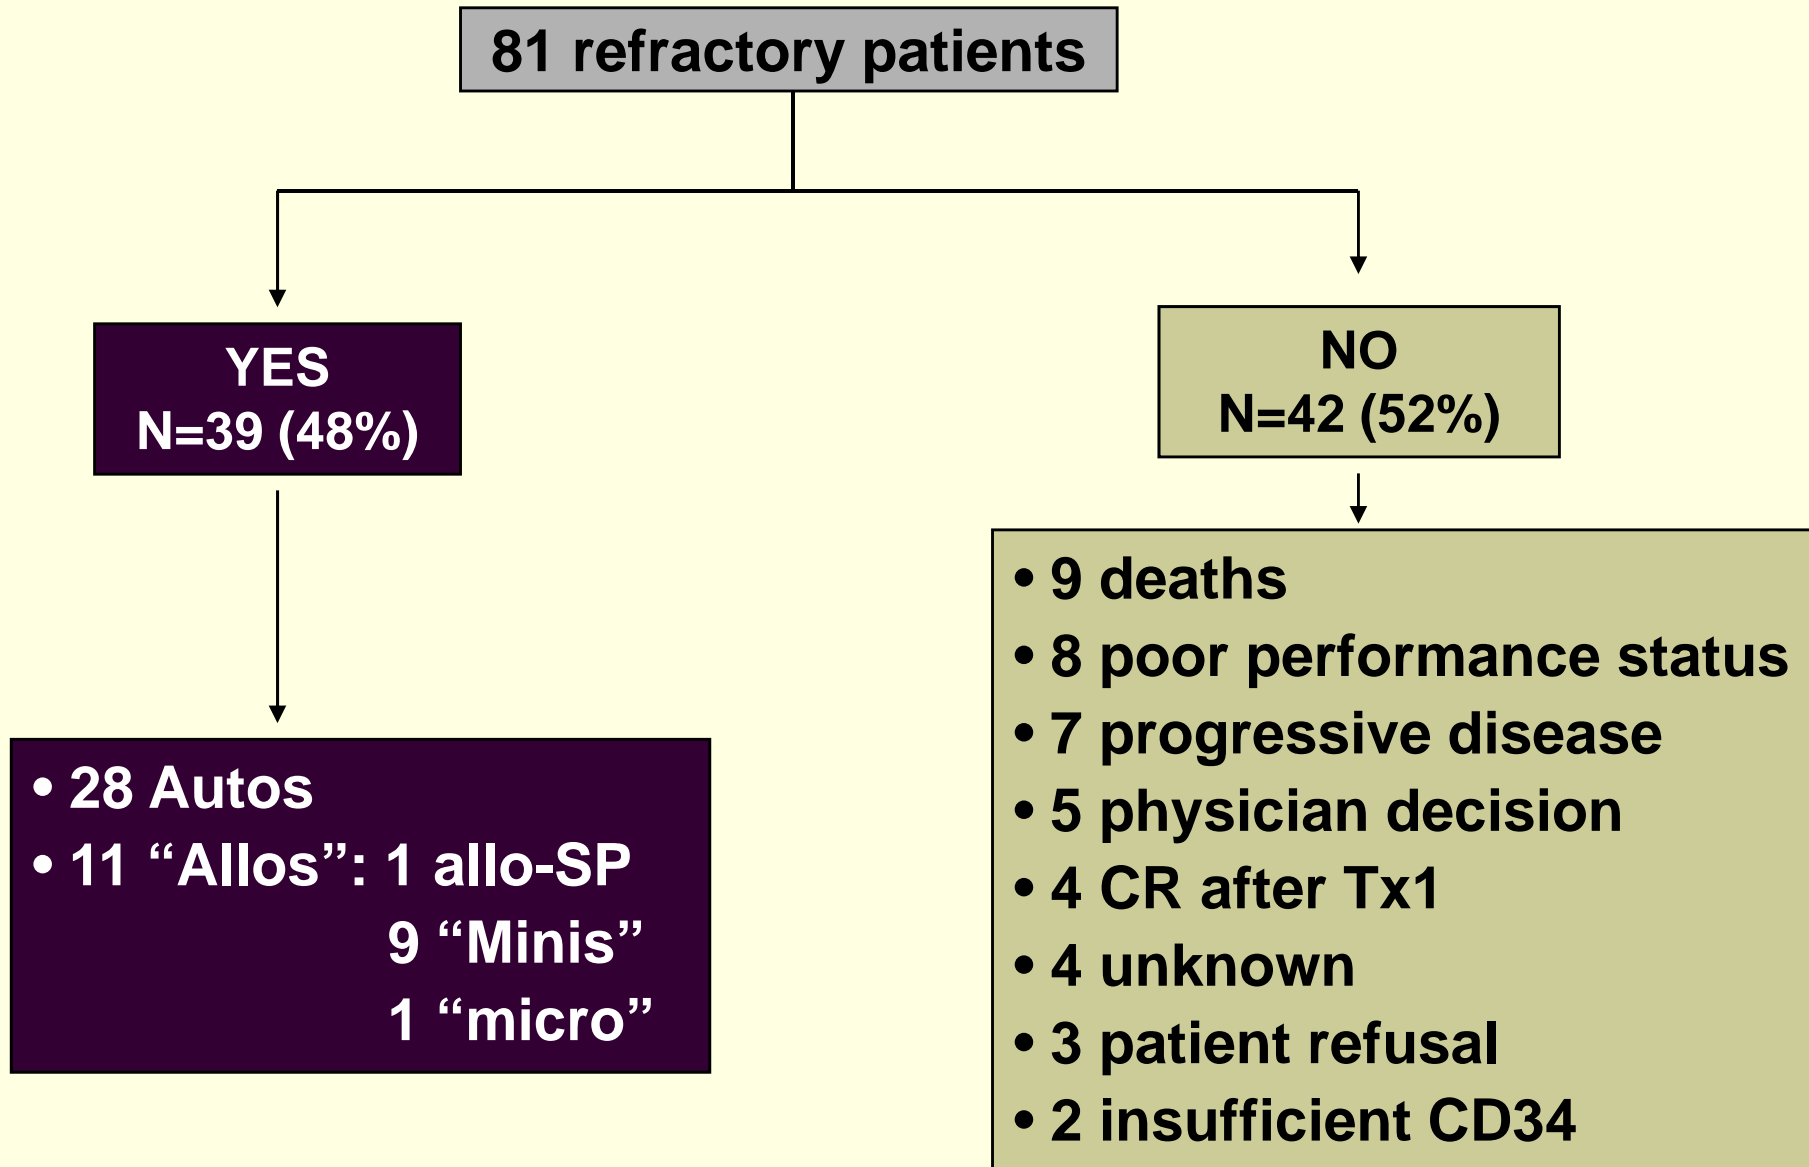 81 refractory patients
YES
N=39 (48%)
NO
N=42 (52%)
• 28 Autos
• 11 “Allos”: 1 allo-SP
9 “Minis”
1 “micro”
• 9 deaths
• 8 poor performance status
• 7 progressive disease
• 5 physician decision
• 4 CR after Tx1
• 4 unknown
• 3 patient refusal
• 2 insufficient CD34